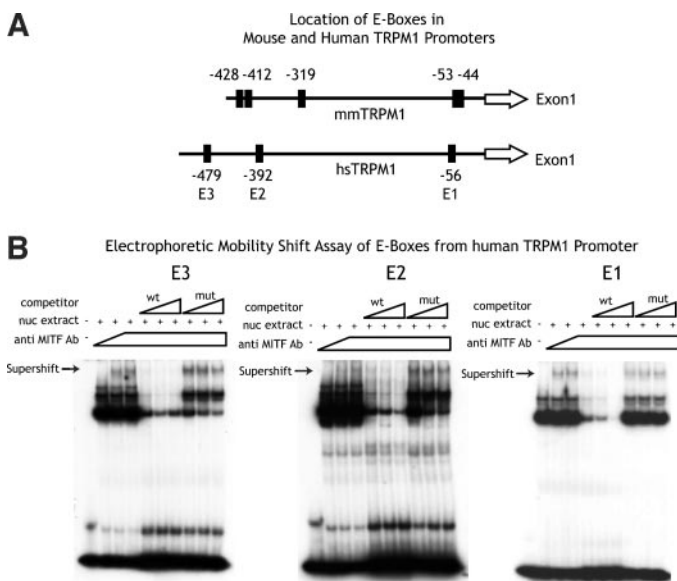 A
Location of E-Boxes in
Mouse and Human TRPM1 Promoters
-428 -412 -319 -53 -44
Exon1
mmTRPM1
hsTRPM1
Exon1
-479 -392 -56
E3 E2 E1
B
Electrophoretic Mobility Shift Assay of E-Boxes from human TRPM1 Promoter
E3 E2 E1
competitor wt mut competitor wt mut competitor wt mut
nuc extract - + + + + + + + + + nuc extract - + + + + + + + + + nuc extract - + + + + + + + + +
anti MITF Ab - anti MITF Ab - anti MITF Ab -
Supershift Supershift Supershift